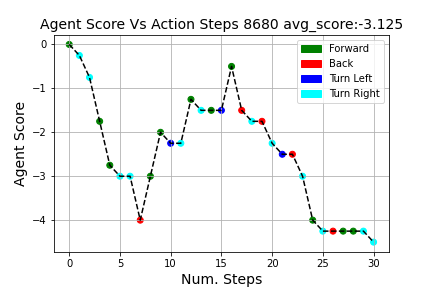 Agent Score Vs Action Steps 8680 avg_score:-3.125
Agent Score
0
−1
−2
−3
−4
Forward
Back
Turn Left
Turn Right
0 5 10 15 20 25 30
Num. Steps